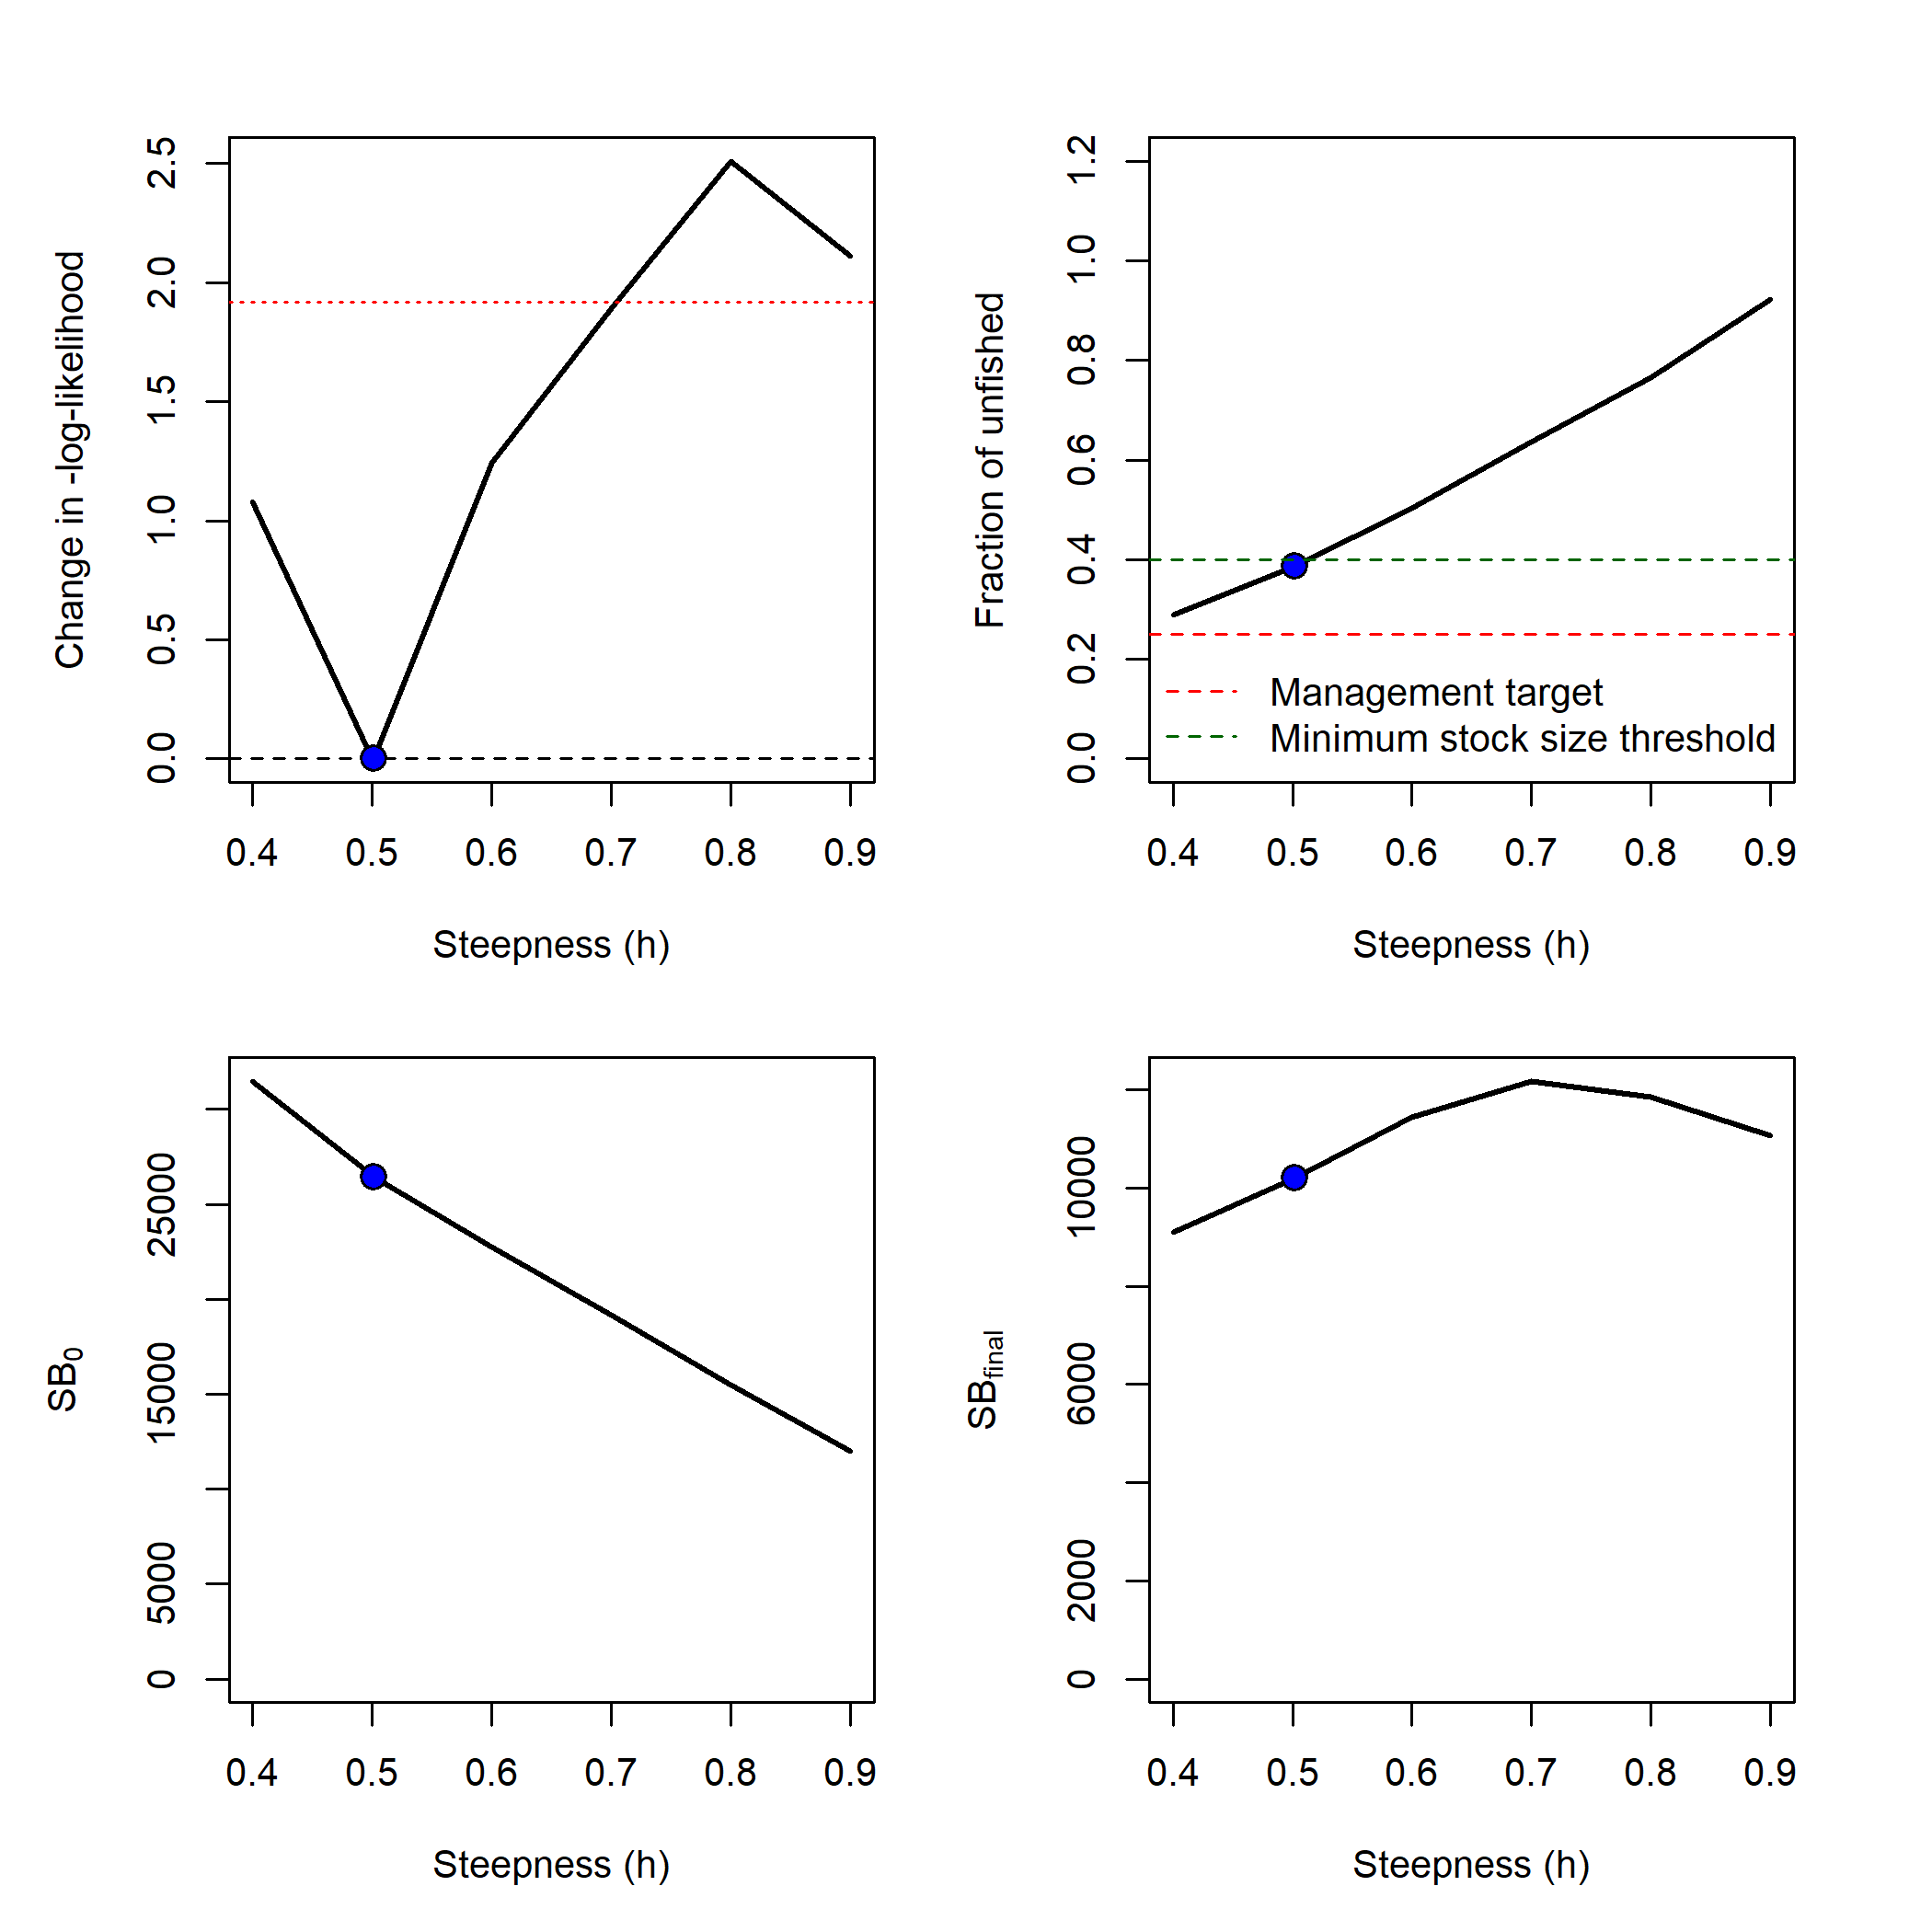 Change in -log-likelihood
0.0 0.5 1.0 1.5 2.0 2.5
0.4 0.5 0.6 0.7 0.8 0.9
Steepness (h)
Fraction of unfished
0.0 0.2 0.4 0.6 0.8 1.0 1.2
Management target
Minimum stock size threshold
0.4 0.5 0.6 0.7 0.8 0.9
Steepness (h)
SB0
0 5000 15000 25000
0.4 0.5 0.6 0.7 0.8 0.9
Steepness (h)
SBfinal
0 2000 6000 10000
0.4 0.5 0.6 0.7 0.8 0.9
Steepness (h)